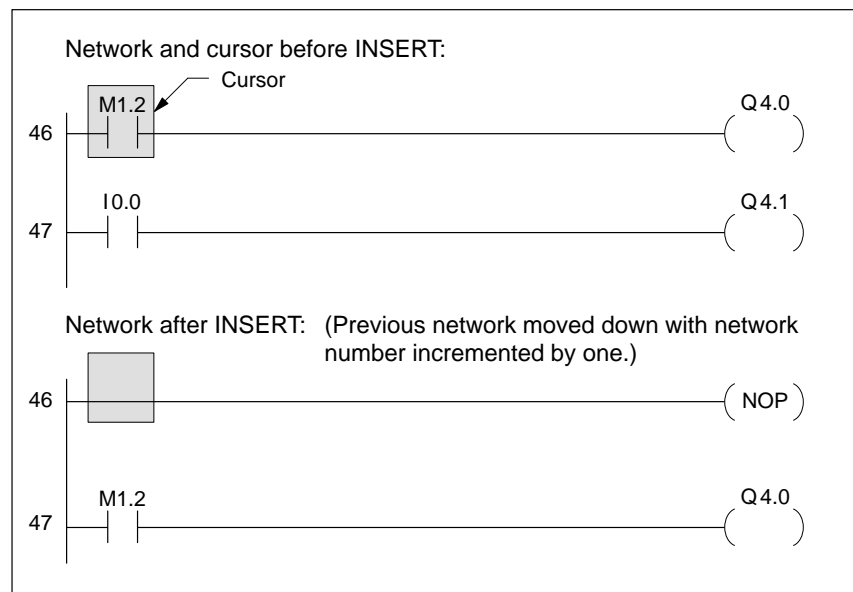 Network and cursor before INSERT:
Cursor
M1.2
Q4.0
46
I0.0
Q4.1
47
Network after INSERT: (Previous network moved down with network
number incremented by one.)
46
NOP
M1.2
Q4.0
47